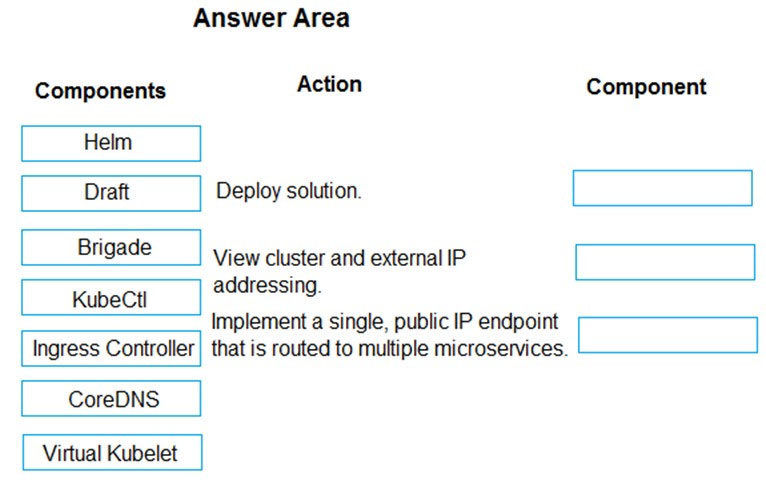 Answer Area
Components
Action
Component
Helm
Draft
Deploy solution.
Brigade
View cluster and external IP
addressing.
KubeCtl
Implement a single, public IP endpoint
that is routed to multiple microservices.
Ingress Controller
CoreDNS
Virtual Kubelet